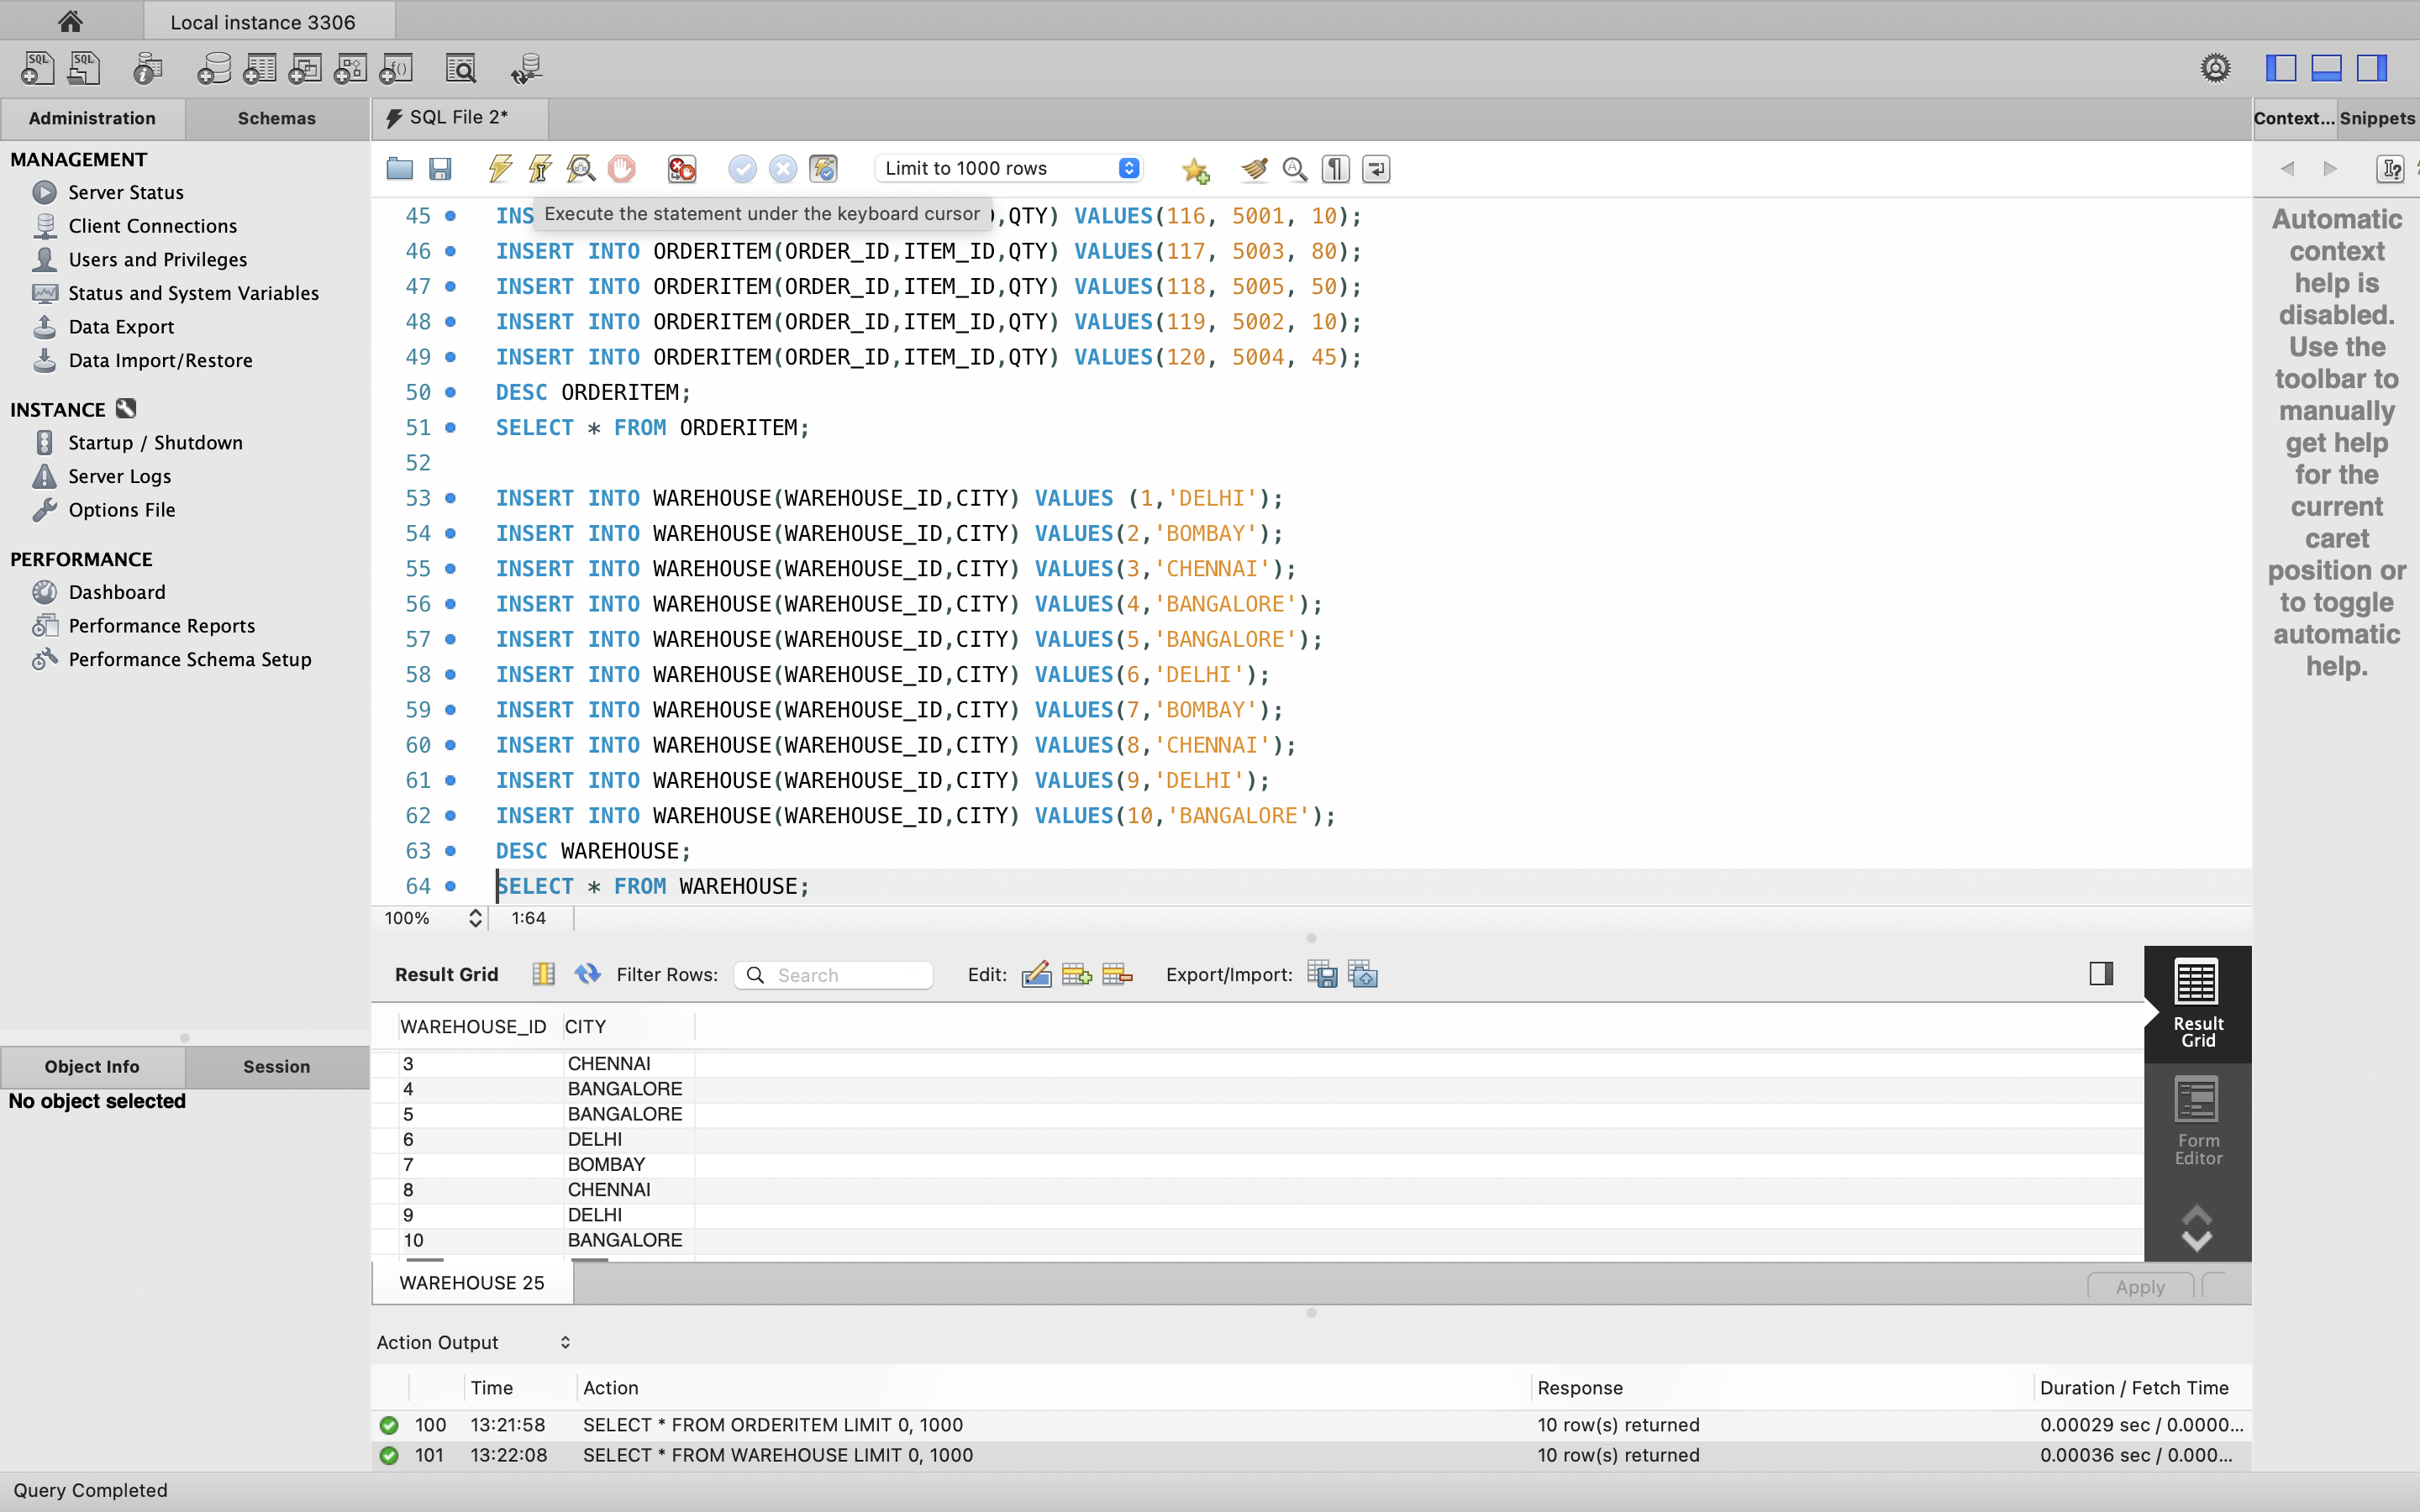 Local instance 3306
Administration
Schemas
SQL File 2*
Context...
Snippets
MANAGEMENT
Server Status
Client Connections
Users and Privileges
Status and System Variables
Data Export
Data Import/Restore
INSTANCE
Startup / Shutdown
Server Logs
Options File
PERFORMANCE
Dashboard
Performance Reports
Performance Schema Setup
Object Info
Session
No object selected
Limit to 1000 rows
Execute the statement under the keyboard cursor
45 INS ,QTY) VALUES(116, 5001, 10);
46 INSERT INTO ORDERITEM(ORDER_ID,ITEM_ID,QTY) VALUES(117, 5003, 80);
47 INSERT INTO ORDERITEM(ORDER_ID,ITEM_ID,QTY) VALUES(118, 5005, 50);
48 INSERT INTO ORDERITEM(ORDER_ID,ITEM_ID,QTY) VALUES(119, 5002, 10);
49 INSERT INTO ORDERITEM(ORDER_ID,ITEM_ID,QTY) VALUES(120, 5004, 45);
50 DESC ORDERITEM;
51 SELECT * FROM ORDERITEM;
52
53 INSERT INTO WAREHOUSE(WAREHOUSE_ID,CITY) VALUES (1,'DELHI');
54 INSERT INTO WAREHOUSE(WAREHOUSE_ID,CITY) VALUES(2,'BOMBAY');
55 INSERT INTO WAREHOUSE(WAREHOUSE_ID,CITY) VALUES(3,'CHENNAI');
56 INSERT INTO WAREHOUSE(WAREHOUSE_ID,CITY) VALUES(4,'BANGALORE');
57 INSERT INTO WAREHOUSE(WAREHOUSE_ID,CITY) VALUES(5,'BANGALORE');
58 INSERT INTO WAREHOUSE(WAREHOUSE_ID,CITY) VALUES(6,'DELHI');
59 INSERT INTO WAREHOUSE(WAREHOUSE_ID,CITY) VALUES(7,'BOMBAY');
60 INSERT INTO WAREHOUSE(WAREHOUSE_ID,CITY) VALUES(8,'CHENNAI');
61 INSERT INTO WAREHOUSE(WAREHOUSE_ID,CITY) VALUES(9,'DELHI');
62 INSERT INTO WAREHOUSE(WAREHOUSE_ID,CITY) VALUES(10,'BANGALORE');
63 DESC WAREHOUSE;
64 SELECT * FROM WAREHOUSE;
100% 1:64
Result Grid Filter Rows: Search Edit: Export/Import:
WAREHOUSE_ID CITY
3 CHENNAI
4 BANGALORE
5 BANGALORE
6 DELHI
7 BOMBAY
8 CHENNAI
9 DELHI
10 BANGALORE
Result
Grid
Form
Editor
WAREHOUSE 25
Apply
Action Output
Time Action Response Duration / Fetch Time
100 13:21:58 SELECT * FROM ORDERITEM LIMIT 0, 1000 10 row(s) returned 0.00029 sec / 0.0000...
101 13:22:08 SELECT * FROM WAREHOUSE LIMIT 0, 1000 10 row(s) returned 0.00036 sec / 0.000...
Query Completed
Automatic
context
help is
disabled.
Use the
toolbar to
manually
get help
for the
current
caret
position or
to toggle
automatic
help.